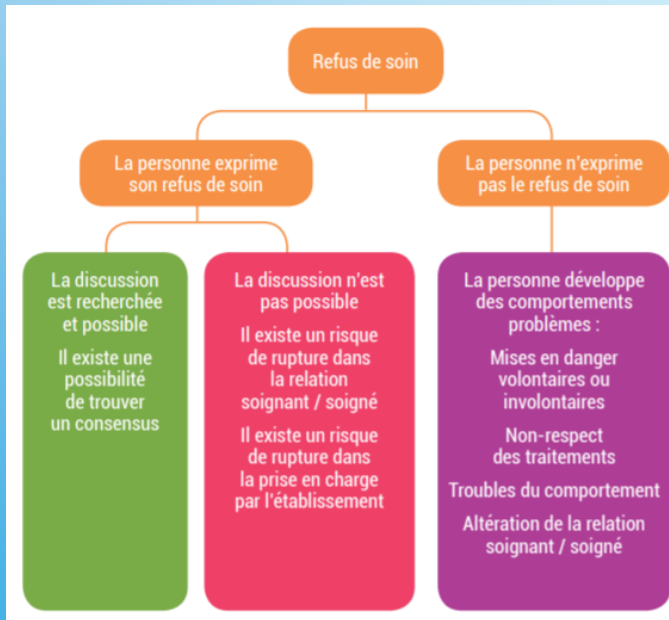 Refus de soin
La personne exprime
son refus de soin
La personne n'exprime
pas le refus de soin
La discussion
est recherchée
et possible
Il existe une
possibilité
de trouver
un consensus
La discussion n'est
pas possible
Il existe un risque
de rupture dans
la relation
soignant / soigné
Il existe un risque
de rupture dans
la prise en charge
par l'établissement
La personne développe
des comportements
problèmes :
Mises en danger
volontaires ou
involontaires
Non-respect
des traitements
Troubles du comportement
Altération de la relation
soignant / soigné